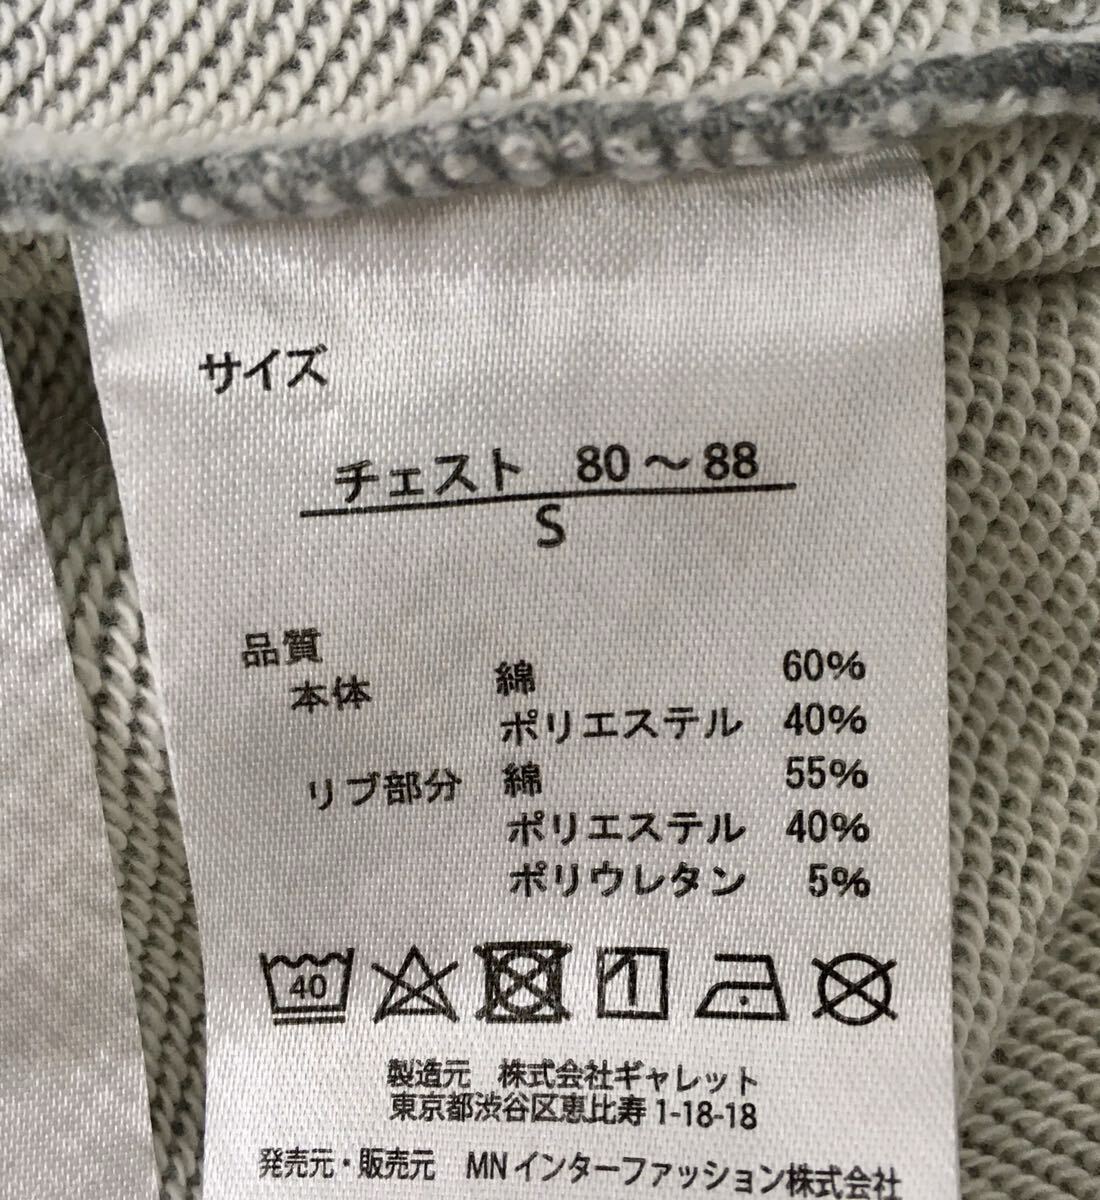 サイズ
チェスト 80～88
S
品質
本体 綿 60%
ポリエステル 40%
リブ部分 綿 55%
ポリエステル 40%
ポリウレタン 5%
40
製造元 株式会社ギャレット
東京都渋谷区恵比寿1-18-18
発売元・販売元 MNインターファッション株式会社